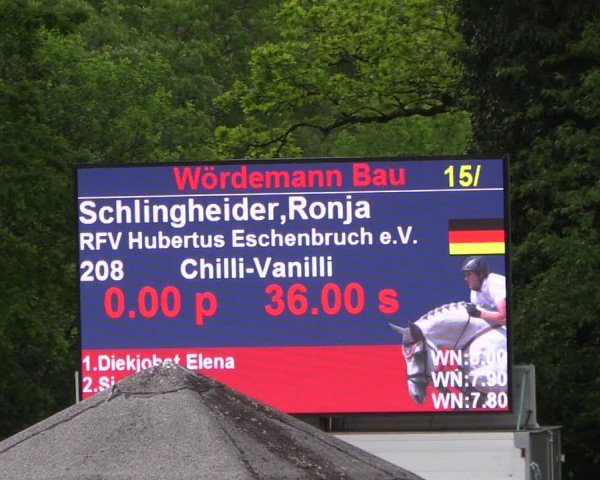 Wördemann Bau 15/
Schlingheider,Ronja
RFV Hubertus Eschenbruch e.V.
208 Chilli-Vanilli
0.00 p 36.00 s
1.Diekjobst Elena WN:8.00
2. WN:7.90
WN:7.80